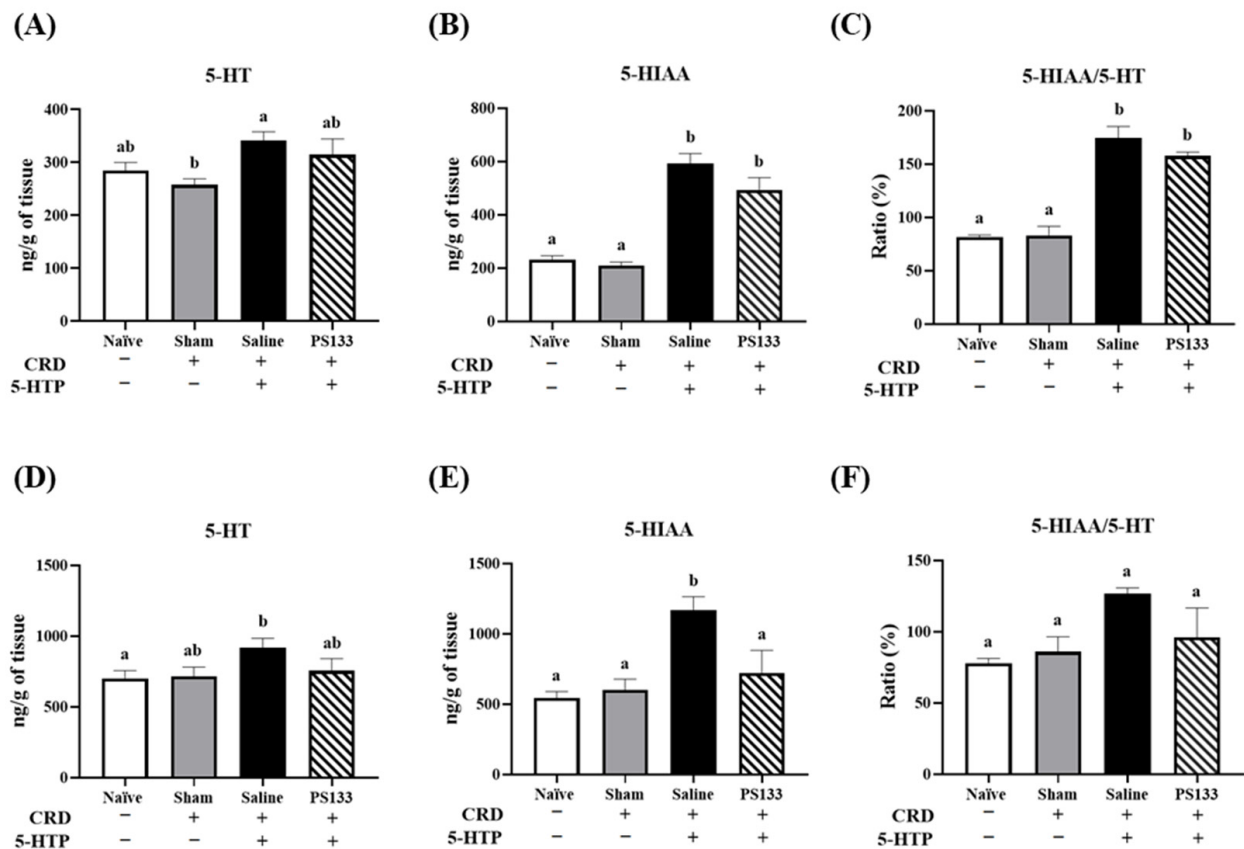 (A)
5-HT
ng/g of tissue
400
300
200
100
0
ab
b
a
ab
Naïve Sham Saline PS133
CRD − + + +
5-HTP − − + +
(B)
5-HIAA
ng/g of tissue
800
600
400
200
0
a
a
b
b
Naïve Sham Saline PS133
CRD − + + +
5-HTP − − + +
(C)
5-HIAA/5-HT
Ratio (%)
200
150
100
50
0
a
a
b
b
Naïve Sham Saline PS133
CRD − + + +
5-HTP − − + +
(D)
5-HT
ng/g of tissue
1500
1000
500
0
a
ab
b
ab
Naïve Sham Saline PS133
CRD − + + +
5-HTP − − + +
(E)
5-HIAA
ng/g of tissue
1500
1000
500
0
a
a
b
a
Naïve Sham Saline PS133
CRD − + + +
5-HTP − − + +
(F)
5-HIAA/5-HT
Ratio (%)
150
100
50
0
a
a
a
a
Naïve Sham Saline PS133
CRD − + + +
5-HTP − − + +